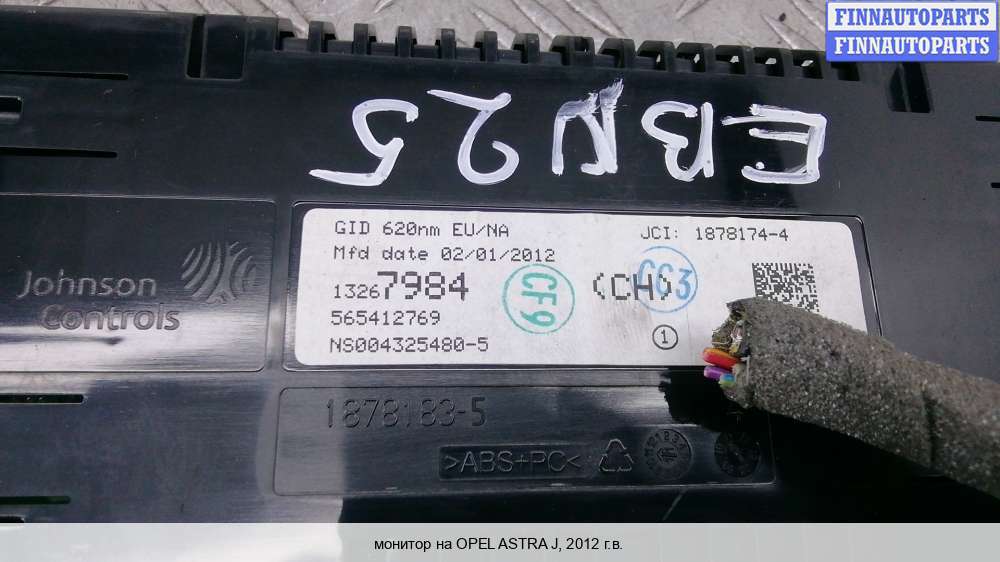 FINNAUTOPARTS
FINNAUTOPARTS
EBN25
GID 620nm EU/NA
JCI: 1878174-4
Mfd date 02/01/2012
13267984
CF9
(CH)
CC3
565412769
NS004325480-5
1
Johnson
Controls
1878183-5
>ABS+PC<
монитор на OPEL ASTRA J, 2012 г.в.